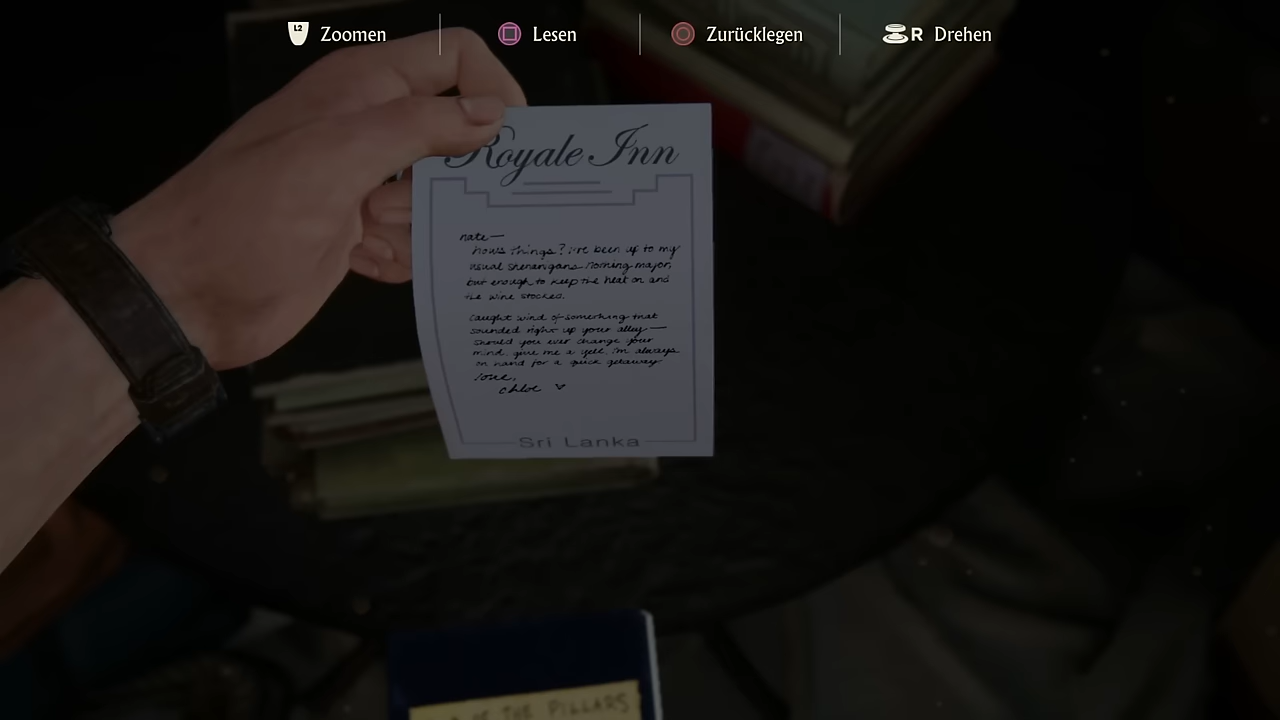 L2 Zoomen
Lesen
Zurücklegen
R Drehen
Royale Inn
nate—
hows things? I've been up to my
usual shenanigans. Nothing major,
but enough to keep the heat on and
the wine stocked.
Caught wind of something that
sounded right up your alley—
should you ever change your
mind, give me a yell. I'm always
on hand for a quick getaway.
love,
chloe
Sri Lanka
OF THE PILLARS